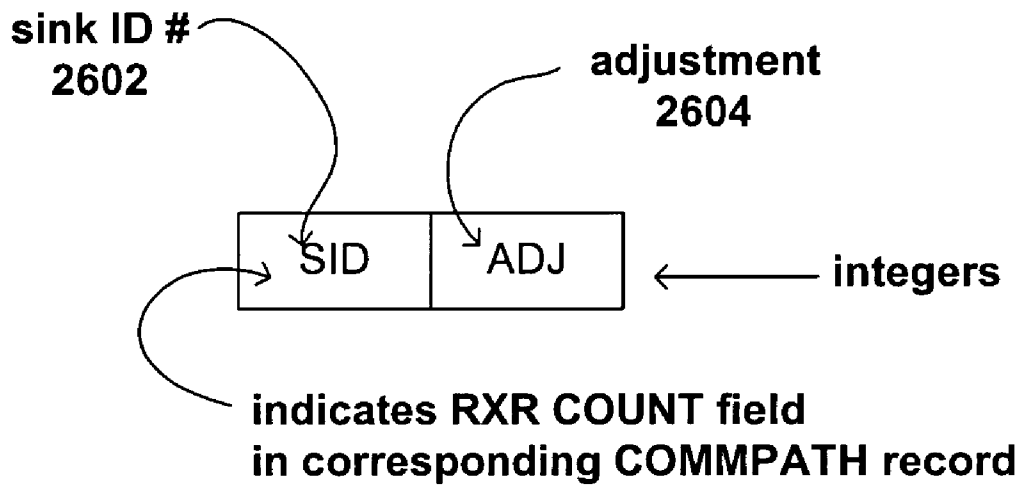 sink ID #
2602
adjustment
2604
SID
ADJ
integers
indicates RXR COUNT field
in corresponding COMMPATH record